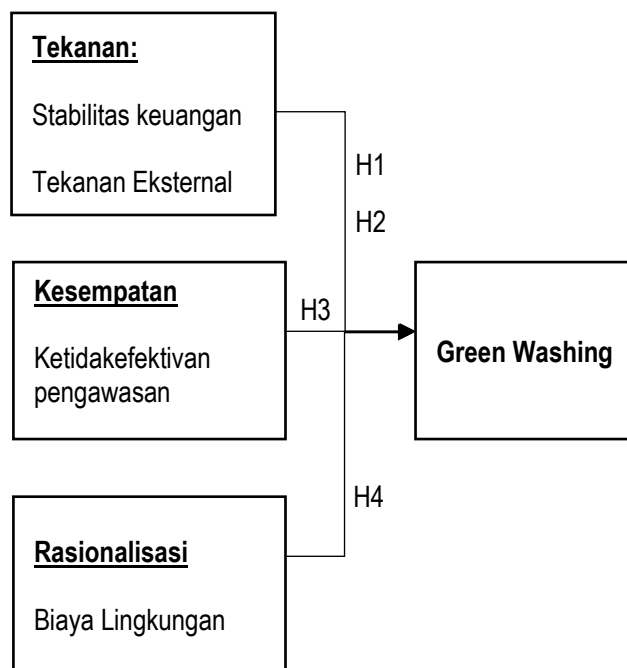 Tekanan:
Stabilitas keuangan
Tekanan Eksternal
H1
H2
Kesempatan
Ketidakefektivan
pengawasan
H3
Green Washing
H4
Rasionalisasi
Biaya Lingkungan